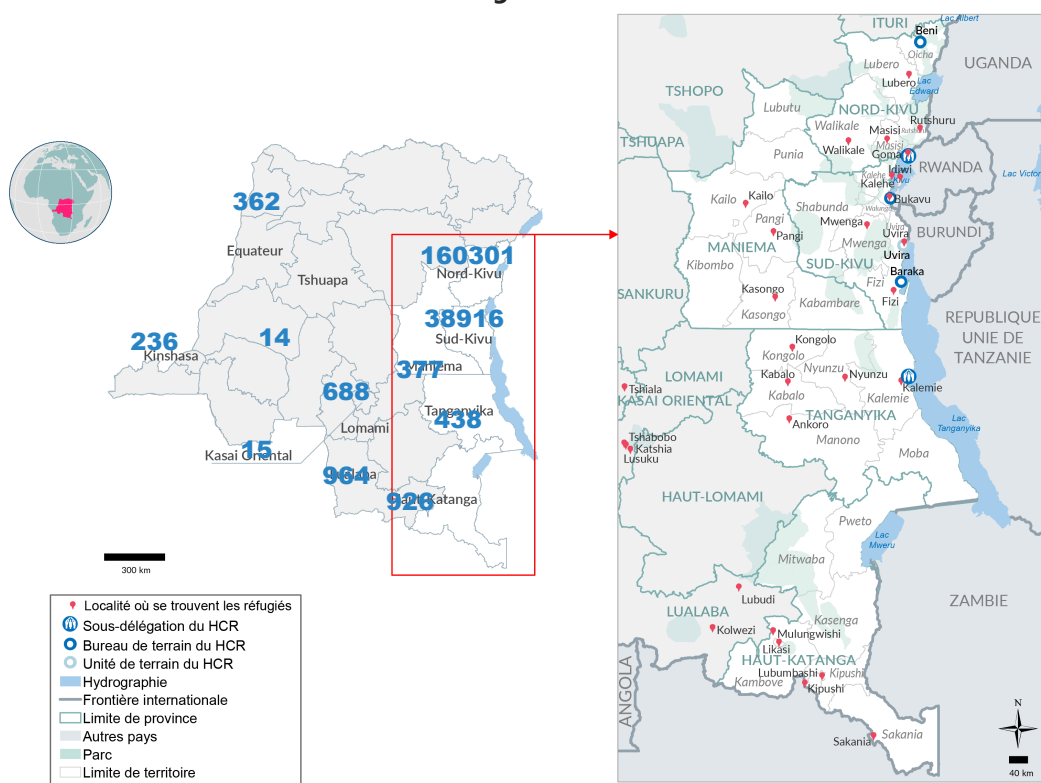 362
Equateur
Tshuapa
160301
Nord-Kivu
38916
Sud-Kivu
236
Kinshasa
14
377
Maniema
688
Tanganyika
438
Lomami
15
Kasai Oriental
964
926
Haut-Katanga
300 km
Localité où se trouvent les réfugiés
Sous-délégation du HCR
Bureau de terrain du HCR
Unité de terrain du HCR
Hydrographie
Frontière internationale
Limite de province
Autres pays
Parc
Limite de territoire
ITURI
Lac Albert
Beni
Oicha
UGANDA
Lubero
Lubero
Lac
Edward
TSHOPO
Lubutu
NORD-KIVU
Rutshuru
Walikale
Masisi
TSHUAPA
Walikale
Masisi
Punia
Goma
RWANDA
Idjwi
Kalehe
Kivu
Kalehe
Lac Victor
Kailo
Kailo
Shabunda
Bukavu
Walungu
Pangi
Mwenga
Uvira
Uvira
BURUNDI
MANIEMA
Pangi
Mwenga
Uvira
Kibombo
SUD-KIVU
Baraka
Fizi
SANKURU
Kasongo
Fizi
Kabambare
Kasongo
REPUBLIQUE
UNIE DE
TANZANIE
Kongolo
Kongolo
Nyunzu
LOMAMI
Kabalo
Nyunzu
Kalemie
Tshiala
Kabalo
Kalemie
KASAI ORIENTAL
TANGANYIKA
Ankoro
Lac
Tanganyika
Tshabobo
Katshia
Lusuku
Manono
Moba
HAUT-LOMAMI
Pweto
Lac
Mweru
Mitwaba
Lubudi
ZAMBIE
LUALABA
Kasenga
Kolwezi
Mulungwishi
Likasi
HAUT-KATANGA
Lubumbashi
Kipushi
Kambove
Kipushi
ANGOLA
Sakania
Sakania
N
40 km